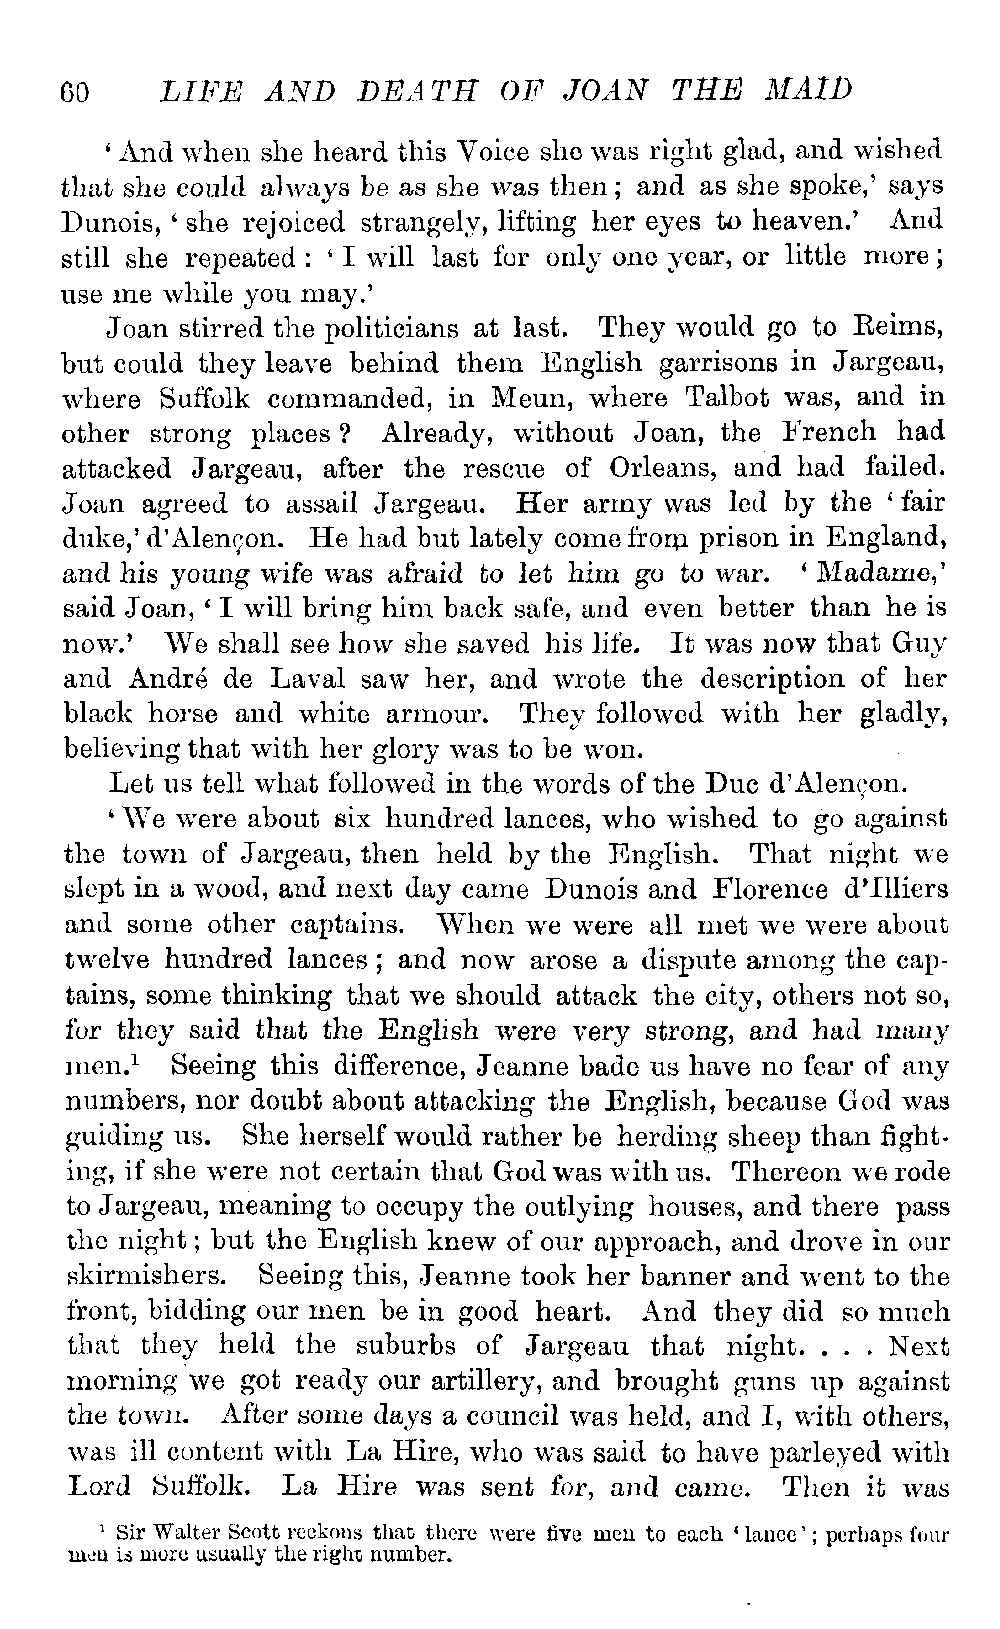 60 LIFE AND DEATH OF JOAN THE MAID
‘ And when she heard this Voice she was right glad, and wished
that she could always be as she was then ; and as she spoke,’ says
Dunois, ‘ she rejoiced strangely, lifting her eyes to heaven.’ And
still she repeated : ‘ I will last for only one year, or little more ;
use me while you may.’
Joan stirred the politicians at last. They would go to Reims,
but could they leave behind them English garrisons in Jargeau,
where Suffolk commanded, in Meun, where Talbot was, and in
other strong places ? Already, without Joan, the French had
attacked Jargeau, after the rescue of Orleans, and had failed.
Joan agreed to assail Jargeau. Her army was led by the ‘ fair
duke,’ d’Alençon. He had but lately come from prison in England,
and his young wife was afraid to let him go to war. ‘ Madame,’
said Joan, ‘ I will bring him back safe, and even better than he is
now.’ We shall see how she saved his life. It was now that Guy
and André de Laval saw her, and wrote the description of her
black horse and white armour. They followed with her gladly,
believing that with her glory was to be won.
Let us tell what followed in the words of the Duc d’Alençon.
‘ We were about six hundred lances, who wished to go against
the town of Jargeau, then held by the English. That night we
slept in a wood, and next day came Dunois and Florence d’Illiers
and some other captains. When we were all met we were about
twelve hundred lances ; and now arose a dispute among the cap-
tains, some thinking that we should attack the city, others not so,
for they said that the English were very strong, and had many
men.¹ Seeing this difference, Jeanne bade us have no fear of any
numbers, nor doubt about attacking the English, because God was
guiding us. She herself would rather be herding sheep than fight-
ing, if she were not certain that God was with us. Thereon we rode
to Jargeau, meaning to occupy the outlying houses, and there pass
the night ; but the English knew of our approach, and drove in our
skirmishers. Seeing this, Jeanne took her banner and went to the
front, bidding our men be in good heart. And they did so much
that they held the suburbs of Jargeau that night. . . . Next
morning we got ready our artillery, and brought guns up against
the town. After some days a council was held, and I, with others,
was ill content with La Hire, who was said to have parleyed with
Lord Suffolk. La Hire was sent for, and came. Then it was
¹ Sir Walter Scott reckons that there were five men to each ‘ lance ’ ; perhaps four
men is more usually the right number.